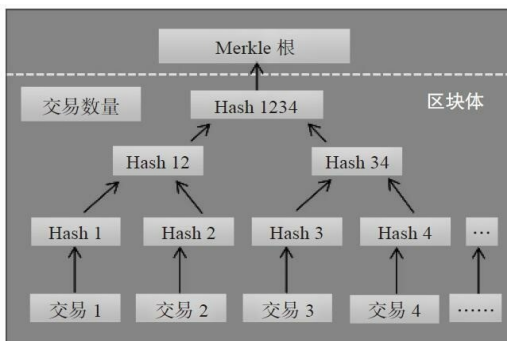 Merkle 根
交易数量
Hash 1234
区块体
Hash 12
Hash 34
Hash 1
Hash 2
Hash 3
Hash 4
…
交易 1
交易 2
交易 3
交易 4
……